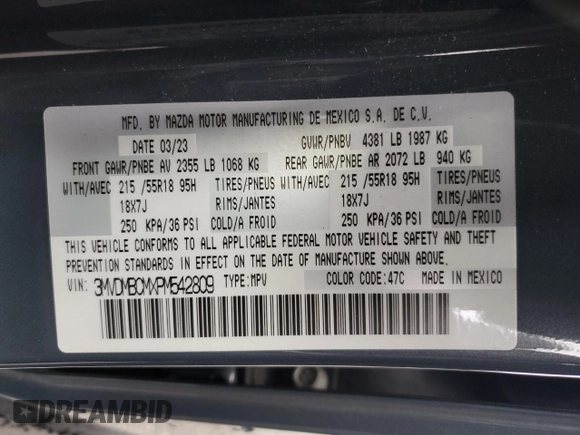 MFD. BY MAZDA MOTOR MANUFACTURING DE MEXICO S.A. DE C.V.
DATE 03/23 GVWR/PNBV 4381 LB 1987 KG
FRONT GAWR/PNBE AV 2355 LB 1068 KG REAR GAWR/PNBE AR 2072 LB 940 KG
WITH/AVEC 215 /55R18 95H TIRES/PNEUS WITH/AVEC 215 /55R18 95H TIRES/PNEUS
18X7J RIMS/JANTES 18X7J RIMS/JANTES
250 KPA/36 PSI COLD/A FROID 250 KPA/36 PSI COLD/A FROID
THIS VEHICLE CONFORMS TO ALL APPLICABLE FEDERAL MOTOR VEHICLE SAFETY AND THEFT
PREVENTION STANDARDS IN EFFECT ON THE DATE OF MANUFACTURE SHOWN ABOVE.
VIN: 3MVDMBCMXPM542809 TYPE:MPV COLOR CODE:47C MADE IN MEXICO
DREAMBID